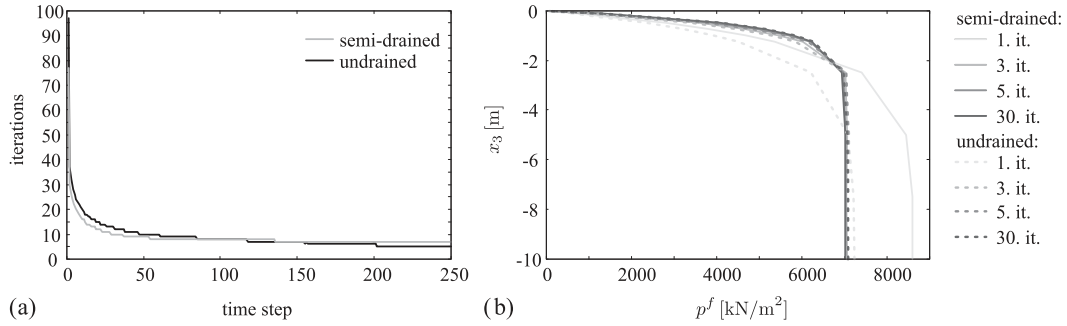 100
90
80
70
60
50
40
30
20
10
0
iterations
semi-drained
undrained
0 50 100 150 200 250
time step
(a)
0
-2
-4
-6
-8
-10
x₃ [m]
2000 4000 6000 8000
pᶠ [kN/m²]
(b)
semi-drained:
1. it.
3. it.
5. it.
30. it.
undrained:
1. it.
3. it.
5. it.
30. it.